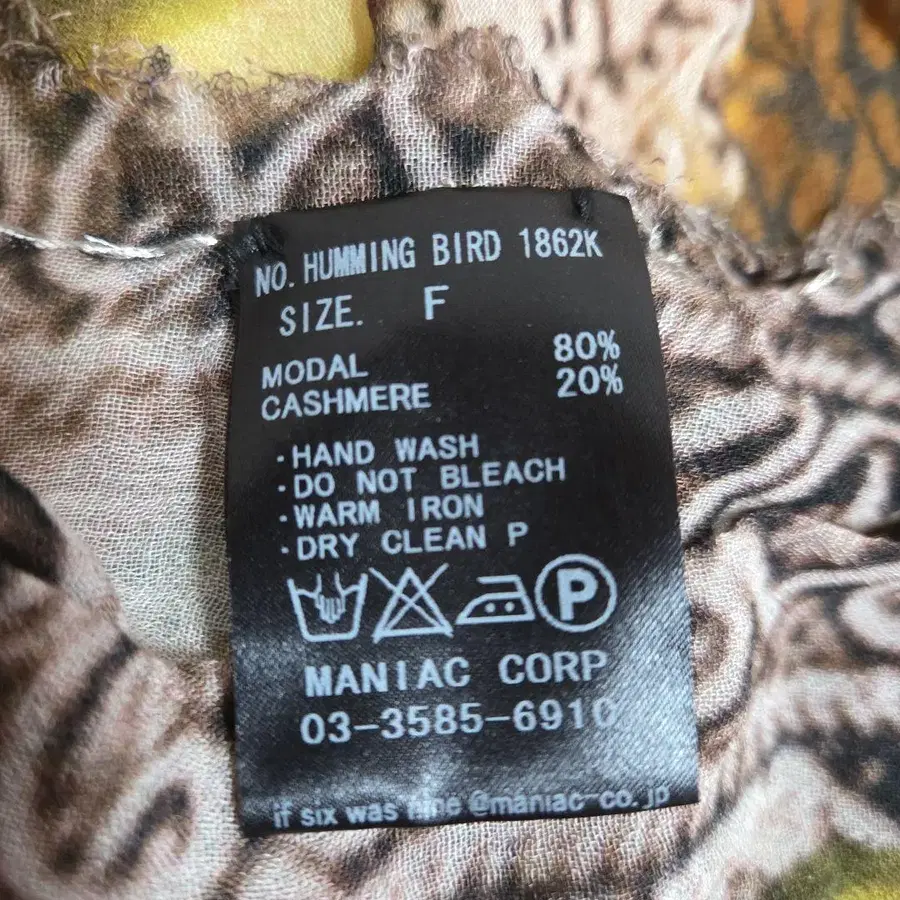 NO. HUMMING BIRD 1862K
SIZE. F
MODAL 80%
CASHMERE 20%
・HAND WASH
・DO NOT BLEACH
・WARM IRON
・DRY CLEAN P
P
MANIAC CORP
03-3585-6910
if six was nine @maniac-co.jp